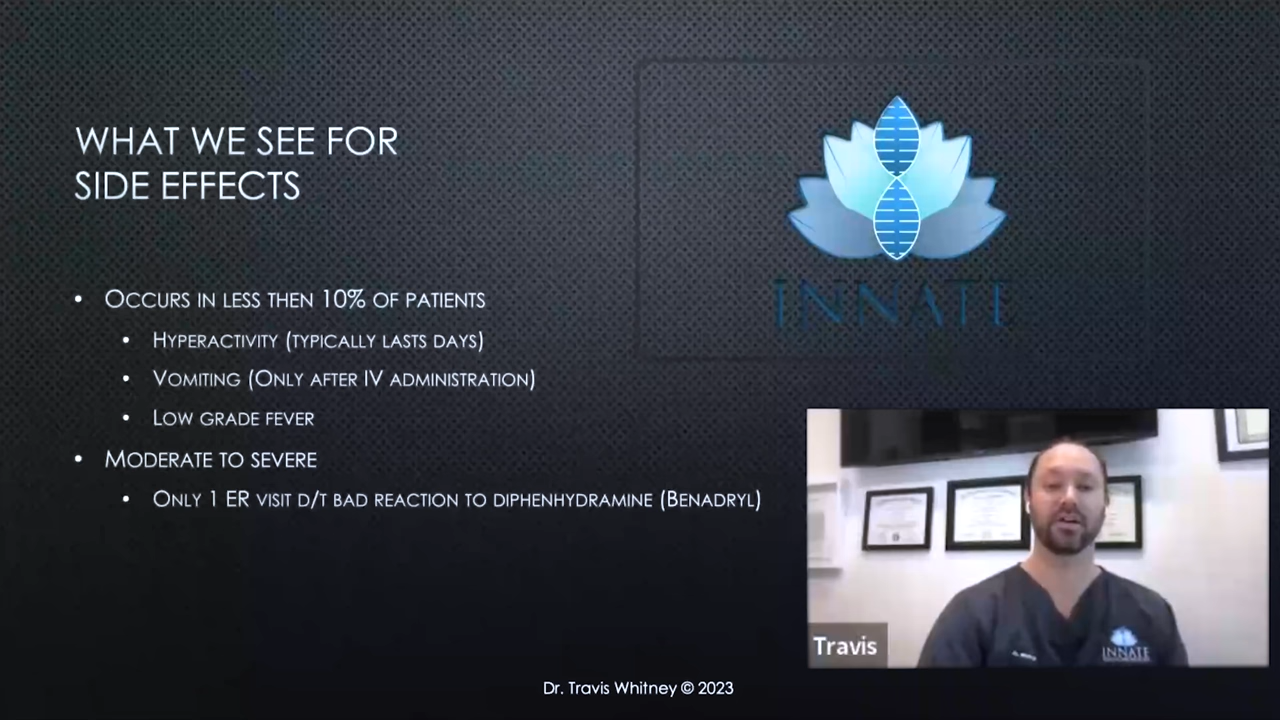 WHAT WE SEE FOR
SIDE EFFECTS
INNATE
• OCCURS IN LESS THEN 10% OF PATIENTS
• HYPERACTIVITY (TYPICALLY LASTS DAYS)
• VOMITING (ONLY AFTER IV ADMINISTRATION)
• LOW GRADE FEVER
• MODERATE TO SEVERE
• ONLY 1 ER VISIT D/T BAD REACTION TO DIPHENHYDRAMINE (BENADRYL)
INNATE
Travis
Dr. Travis Whitney © 2023